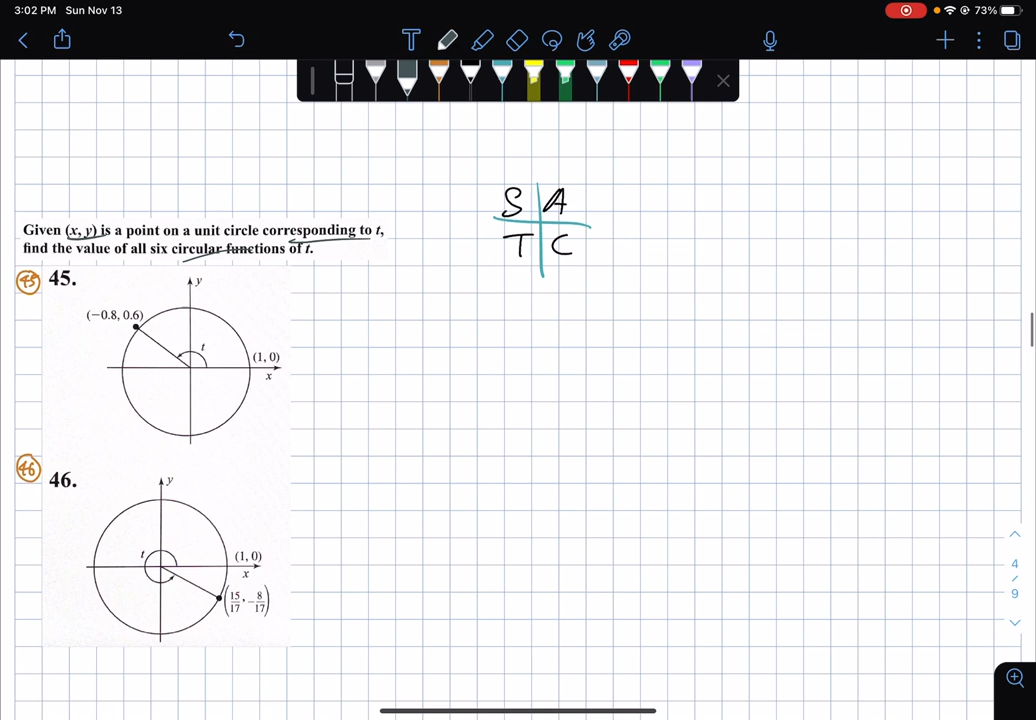 3:02 PM Sun Nov 13
73%
T
S A
T C
Given (x, y) is a point on a unit circle corresponding to t,
find the value of all six circular functions of t.
45 45.
y
(−0.8, 0.6)
t
(1, 0)
x
46 46.
y
t
(1, 0)
x
(15/17, −8/17)
4
/
9